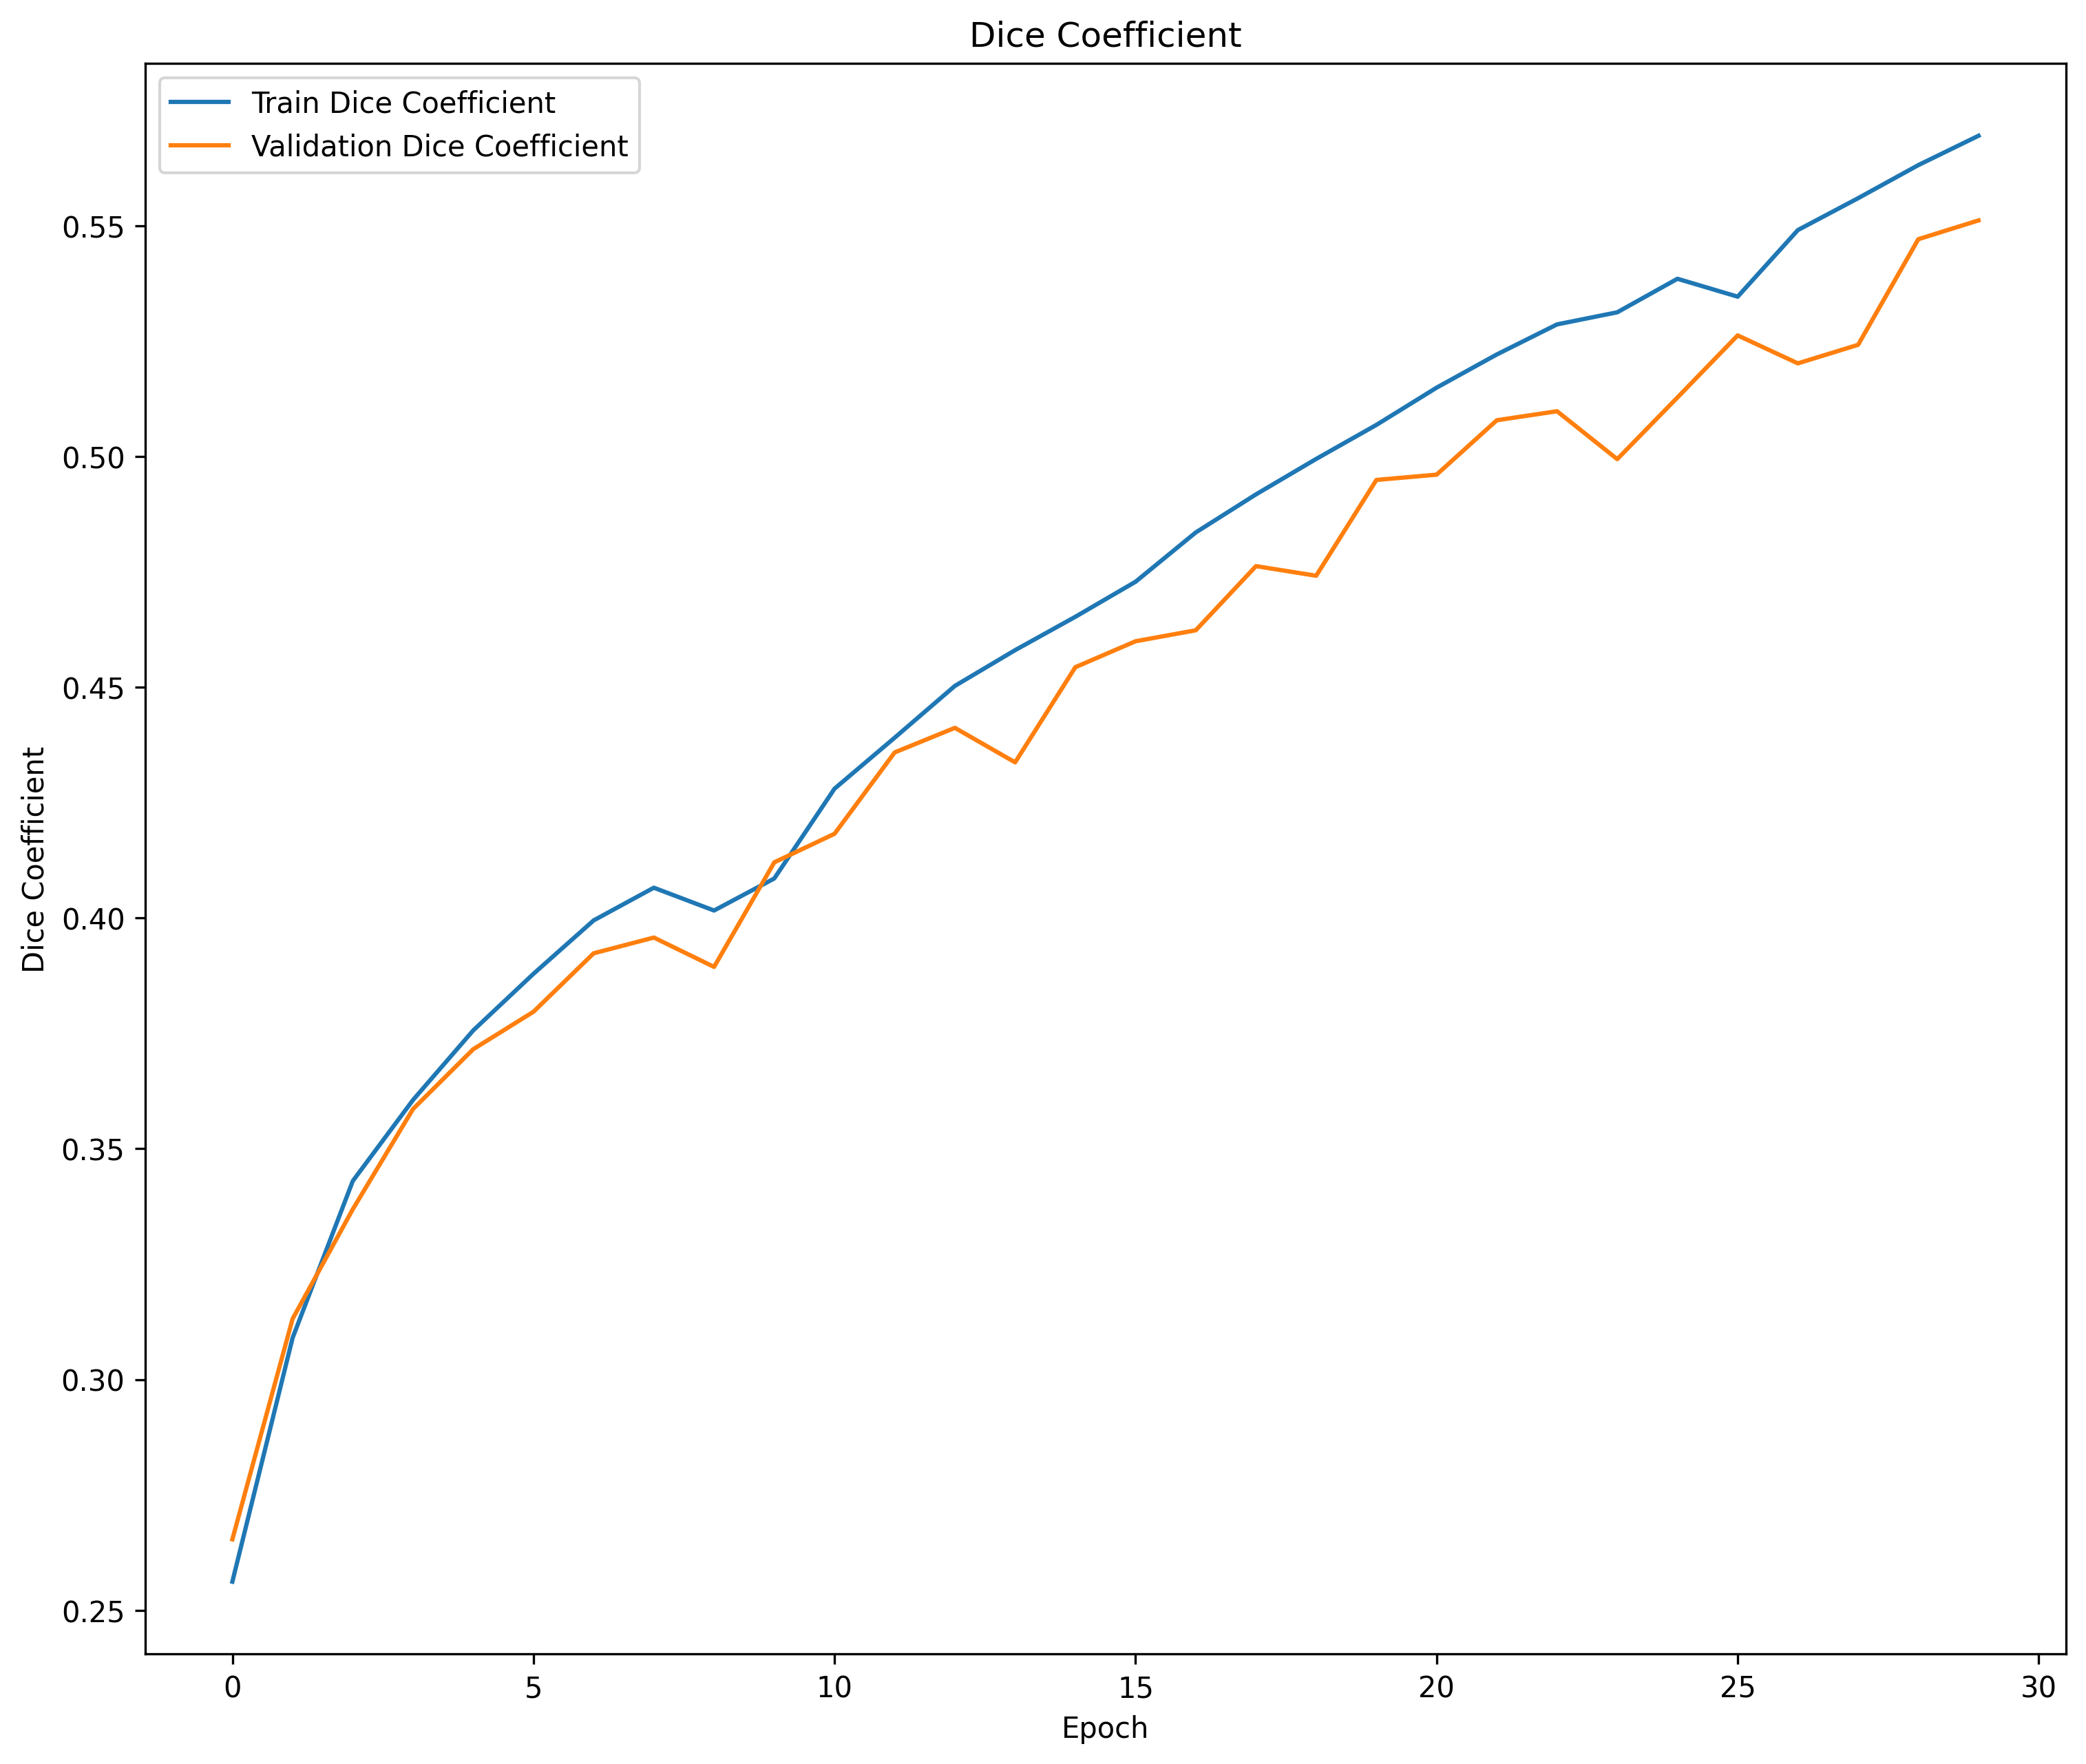 Dice Coefficient
Train Dice Coefficient
Validation Dice Coefficient
Dice Coefficient
0.55
0.50
0.45
0.40
0.35
0.30
0.25
0 5 10 15 20 25 30
Epoch